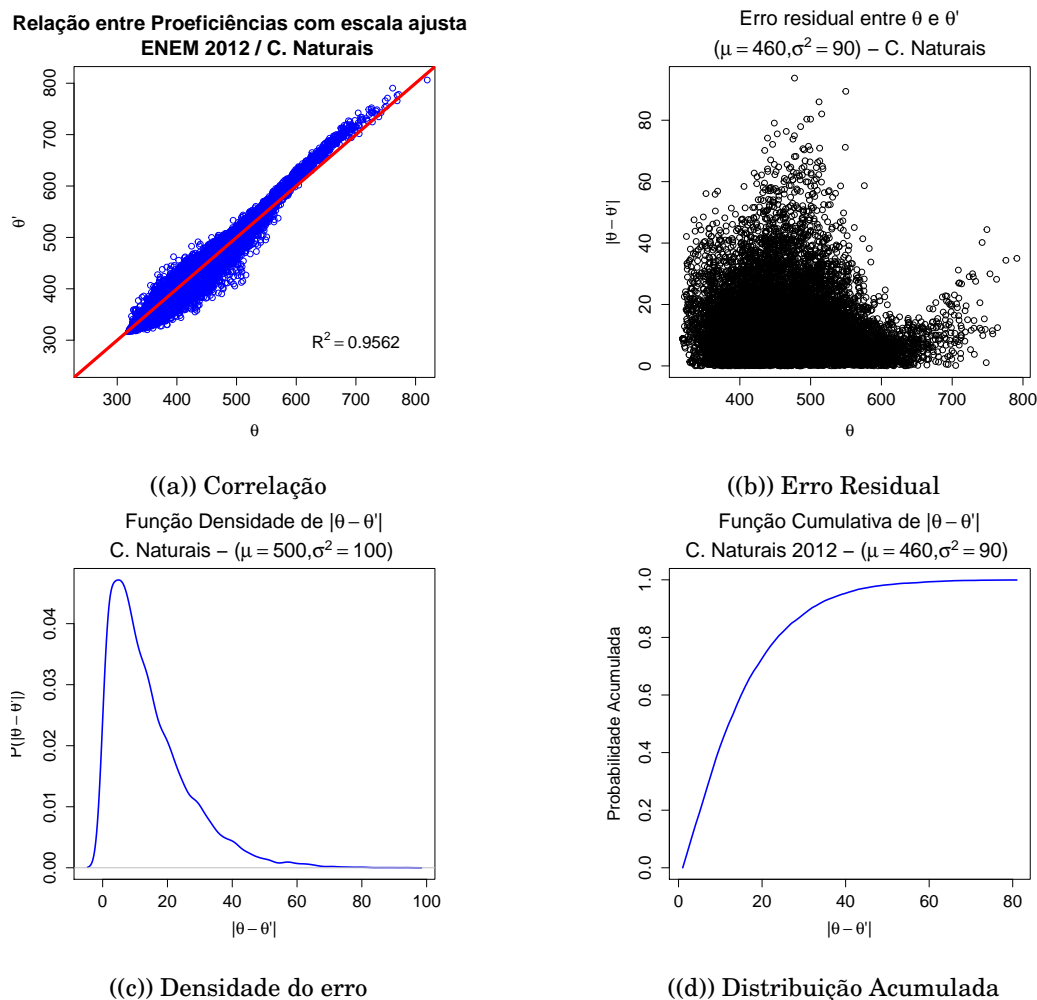 Relação entre Proeficiências com escala ajusta
ENEM 2012 / C. Naturais
θ'
800
700
600
500
400
300
R² = 0.9562
300 400 500 600 700 800
θ
((a)) Correlação
Erro residual entre θ e θ'
(μ = 460,σ² = 90) – C. Naturais
|θ – θ'|
80
60
40
20
0
400 500 600 700 800
θ
((b)) Erro Residual
Função Densidade de |θ – θ'|
C. Naturais – (μ = 500,σ² = 100)
P(|θ – θ'|)
0.04
0.03
0.02
0.01
0.00
0 20 40 60 80 100
|θ – θ'|
((c)) Densidade do erro
Função Cumulativa de |θ – θ'|
C. Naturais 2012 – (μ = 460,σ² = 90)
Probabilidade Acumulada
1.0
0.8
0.6
0.4
0.2
0.0
0 20 40 60 80
|θ – θ'|
((d)) Distribuição Acumulada